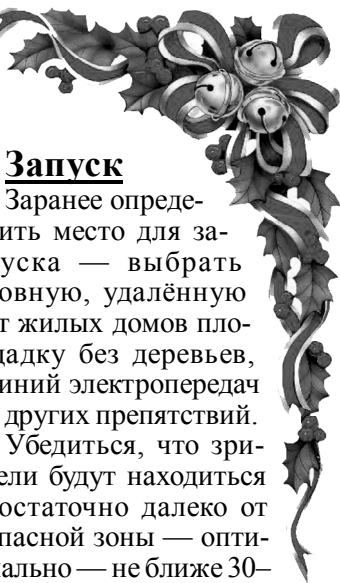 Запуск
Заранее опреде-
ить место для за-
уска — выбрать
овную, удалённую
т жилых домов пло-
адку без деревьев,
иний электропередач
других препятствий.
Убедиться, что зри-
ели будут находиться
остаточно далеко от
пасной зоны — опти-
ально — не ближе 30–